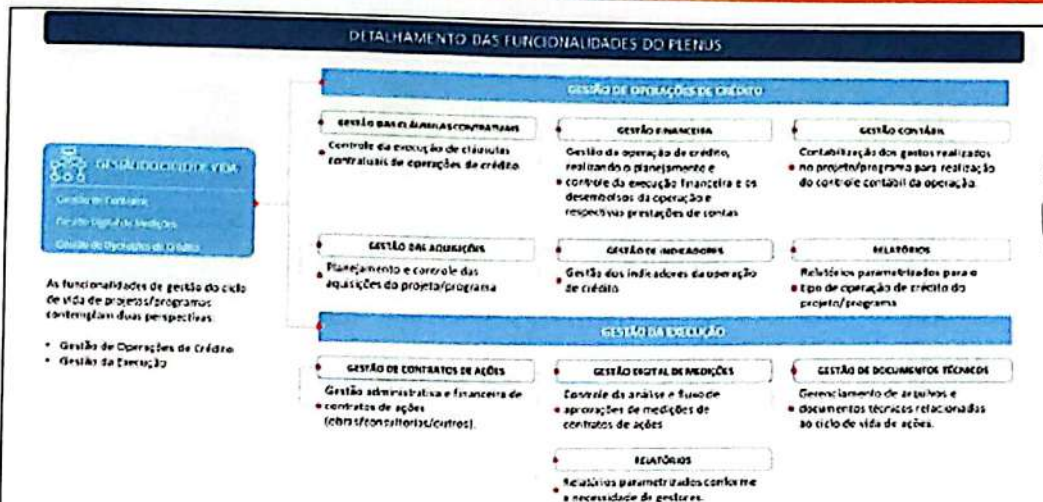 DETALHAMENTO DAS FUNCIONALIDADES DO PLENUS
GESTÃO DO CICLO DE VIDA
Gestão de Contratos
Gestão Digital de Medições
Gestão de Operações de Crédito
As funcionalidades de gestão do ciclo
de vida de projetos/programas
contemplam duas perspectivas:
• Gestão de Operações de Crédito
• Gestão da Execução
GESTÃO DE OPERAÇÕES DE CRÉDITO
GESTÃO DAS CLÁUSULAS CONTRATUAIS
Controle da execução de cláusulas
contratuais de operações de crédito
GESTÃO FINANCEIRA
Gestão da operação de crédito,
realizando o planejamento e
controle da execução financeira e os
desembolsos da operação e
respectivas prestações de contas
GESTÃO CONTÁBIL
Contabilização dos gastos realizados
no projeto/programa para realização
do controle contábil da operação.
GESTÃO DAS AQUISIÇÕES
Planejamento e controle das
aquisições do projeto/programa
GESTÃO DE INDICADORES
Gestão dos indicadores da operação
de crédito
RELATÓRIOS
Relatórios parametrizados para o
tipo de operação de crédito do
projeto/programa
GESTÃO DA EXECUÇÃO
GESTÃO DE CONTRATOS DE AÇÕES
Gestão administrativa e financeira de
contratos de ações
(obras/consultorias/outros).
GESTÃO DIGITAL DE MEDIÇÕES
Controle da análise e fluxo de
aprovações de medições de
contratos de ações
GESTÃO DE DOCUMENTOS TÉCNICOS
Gerenciamento de arquivos e
documentos técnicos relacionadas
ao ciclo de vida de ações.
RELATÓRIOS
Relatórios parametrizados conforme
a necessidade de gestores.